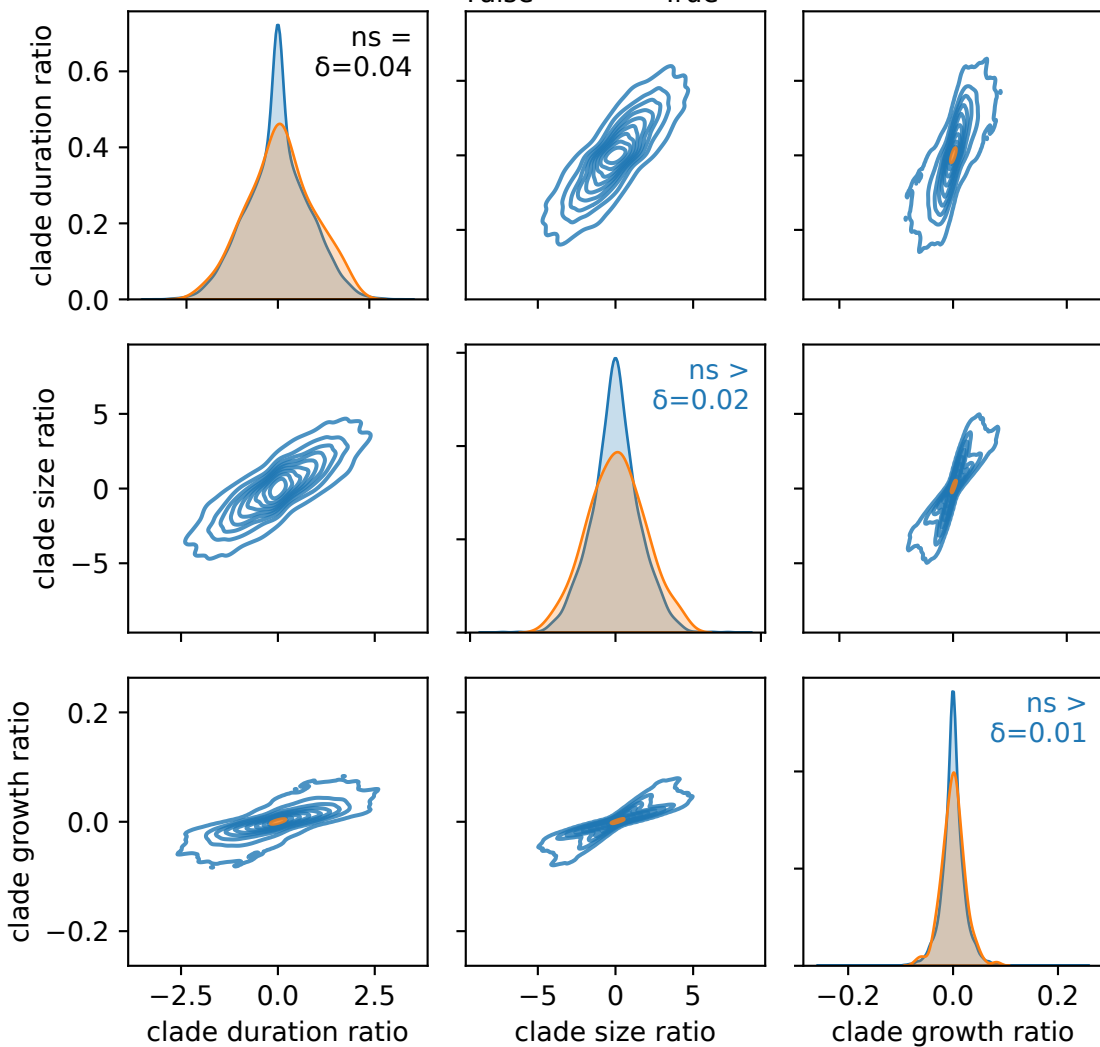 clade duration ratio
0.6
0.4
0.2
0.0
ns =
δ=0.04
clade size ratio
5
0
−5
ns >
δ=0.02
clade growth ratio
0.2
0.0
−0.2
ns >
δ=0.01
−2.5 0.0 2.5
−5 0 5
−0.2 0.0 0.2
clade duration ratio
clade size ratio
clade growth ratio